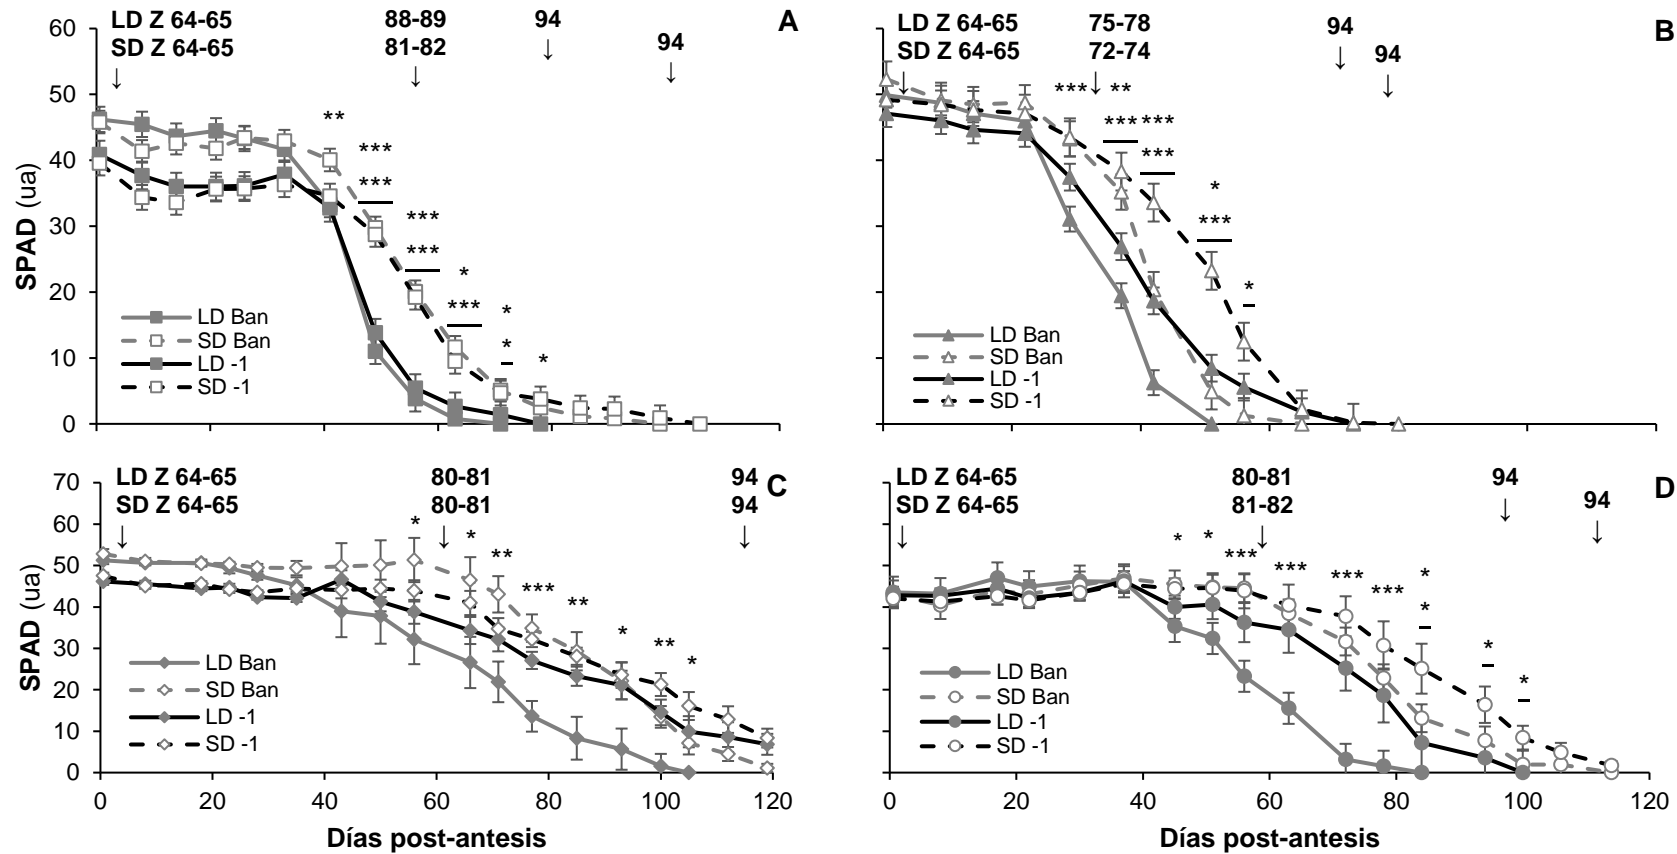 LD Z 64-65 88-89 94 A
SD Z 64-65 81-82 94
↓ ↓ ↓ ↓
60
50
40
30
20
10
0
SPAD (ua)
**
***
***
***
***
*
***
*
*
*
LD Ban
SD Ban
LD -1
SD -1
LD Z 64-65 75-78 94 B
SD Z 64-65 72-74 94
↓ ↓ ↓ ↓
*** **
*** ***
***
*
***
*
LD Ban
SD Ban
LD -1
SD -1
LD Z 64-65 80-81 94 C
SD Z 64-65 80-81 94
↓ ↓ ↓
70
60
50
40
30
20
10
0
SPAD (ua)
*
*
**
***
**
*
**
*
LD Ban
SD Ban
LD -1
SD -1
0 20 40 60 80 100 120
Días post-antesis
LD Z 64-65 80-81 94 D
SD Z 64-65 81-82 94
↓ ↓ ↓ ↓
* *
***
***
***
***
*
*
*
*
LD Ban
SD Ban
LD -1
SD -1
0 20 40 60 80 100 120
Días post-antesis